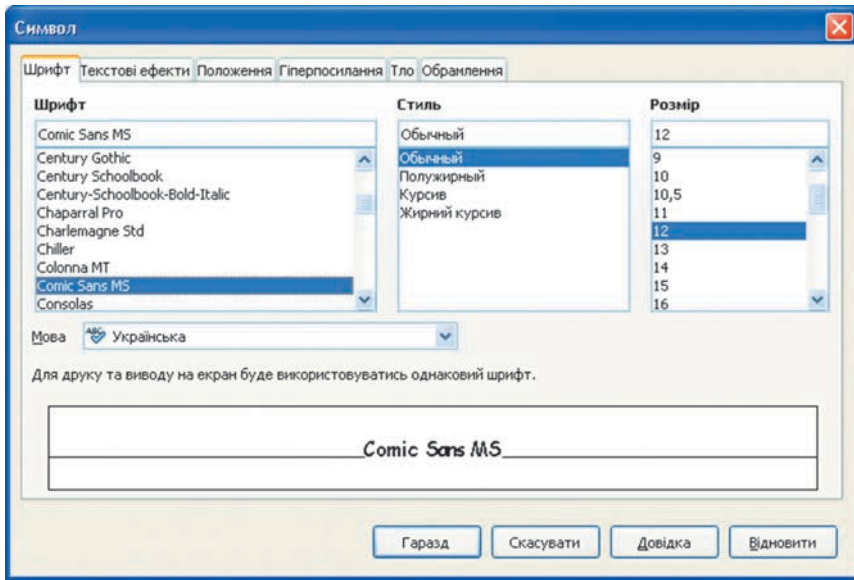 Символ
Шрифт Текстові ефекти Положення Гіперпосилання Тло Обрамлення
Шрифт Стиль Розмір
Comic Sans MS Обычный 12
Century Gothic Обычный 9
Century Schoolbook Полужирный 10
Century-Schoolbook-Bold-Italic Курсив 10,5
Chaparral Pro Жирний курсив 11
Charlemagne Std 12
Chiller 13
Colonna MT 14
Comic Sans MS 15
Consolas 16
Мова ABC Українська
Для друку та виводу на екран буде використовуватись однаковий шрифт.
Comic Sans MS
Гаразд Скасувати Довідка Відновити